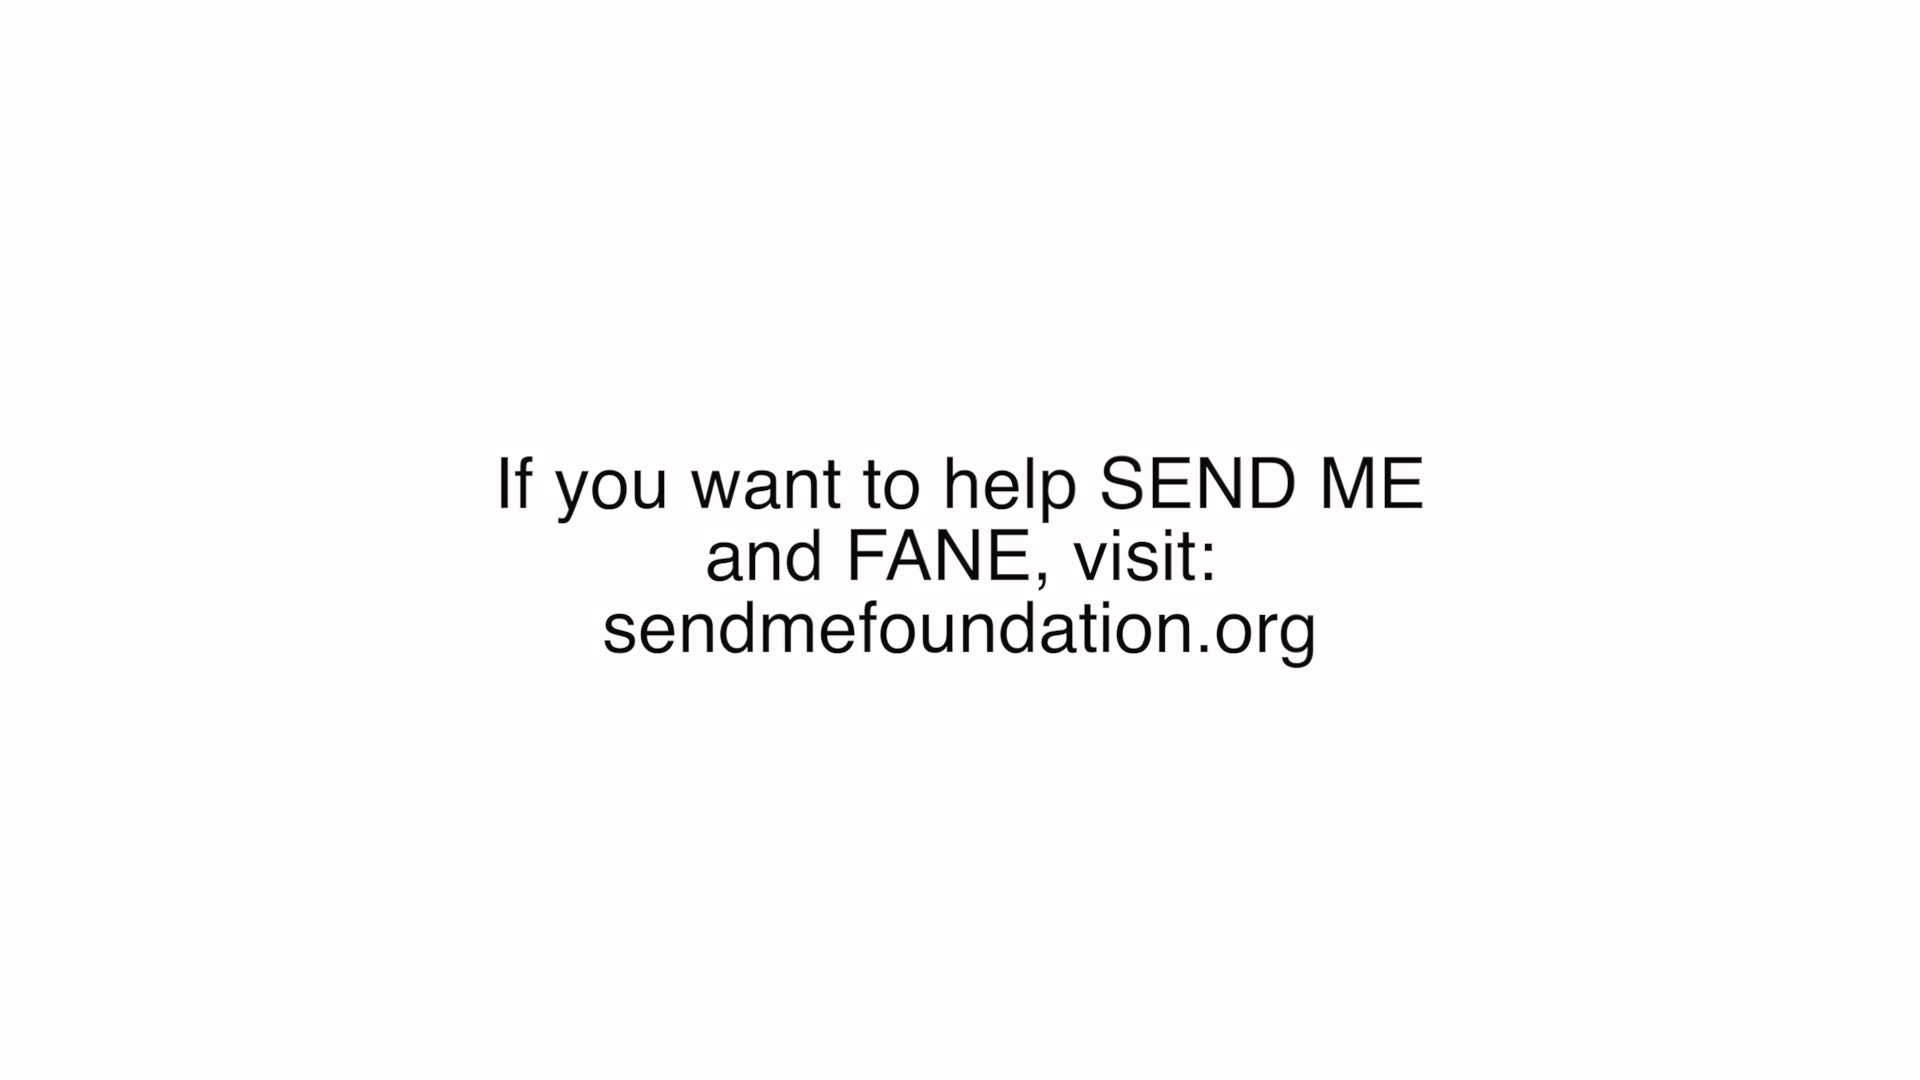 If you want to help SEND ME
and FANE, visit:
sendmefoundation.org